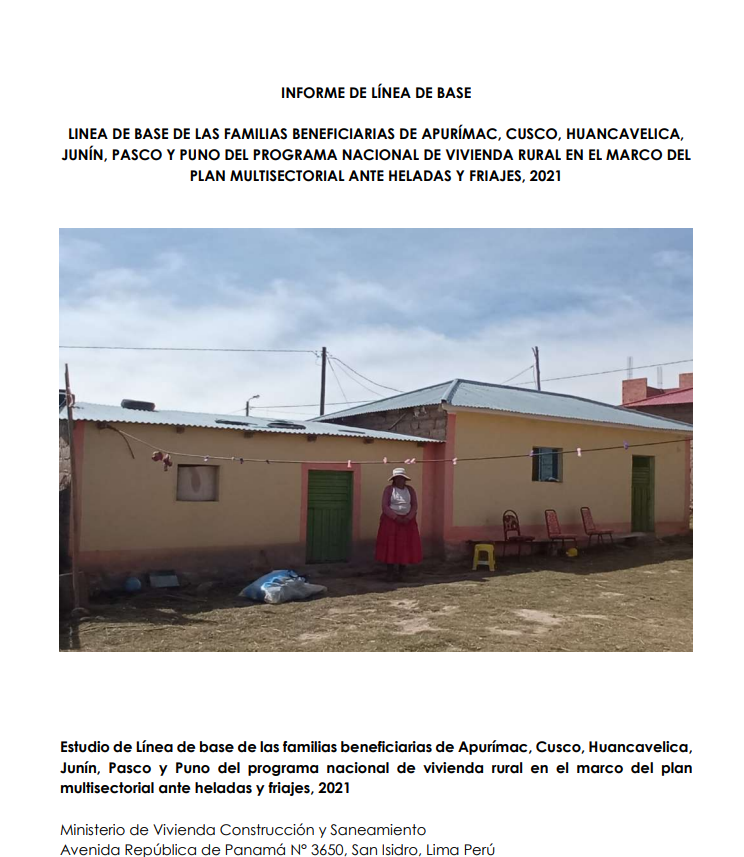 INFORME DE LÍNEA DE BASE
LINEA DE BASE DE LAS FAMILIAS BENEFICIARIAS DE APURÍMAC, CUSCO, HUANCAVELICA,
JUNÍN, PASCO Y PUNO DEL PROGRAMA NACIONAL DE VIVIENDA RURAL EN EL MARCO DEL
PLAN MULTISECTORIAL ANTE HELADAS Y FRIAJES, 2021
Estudio de Línea de base de las familias beneficiarias de Apurímac, Cusco, Huancavelica,
Junín, Pasco y Puno del programa nacional de vivienda rural en el marco del plan
multisectorial ante heladas y friajes, 2021
Ministerio de Vivienda Construcción y Saneamiento
Avenida República de Panamá N° 3650, San Isidro, Lima Perú